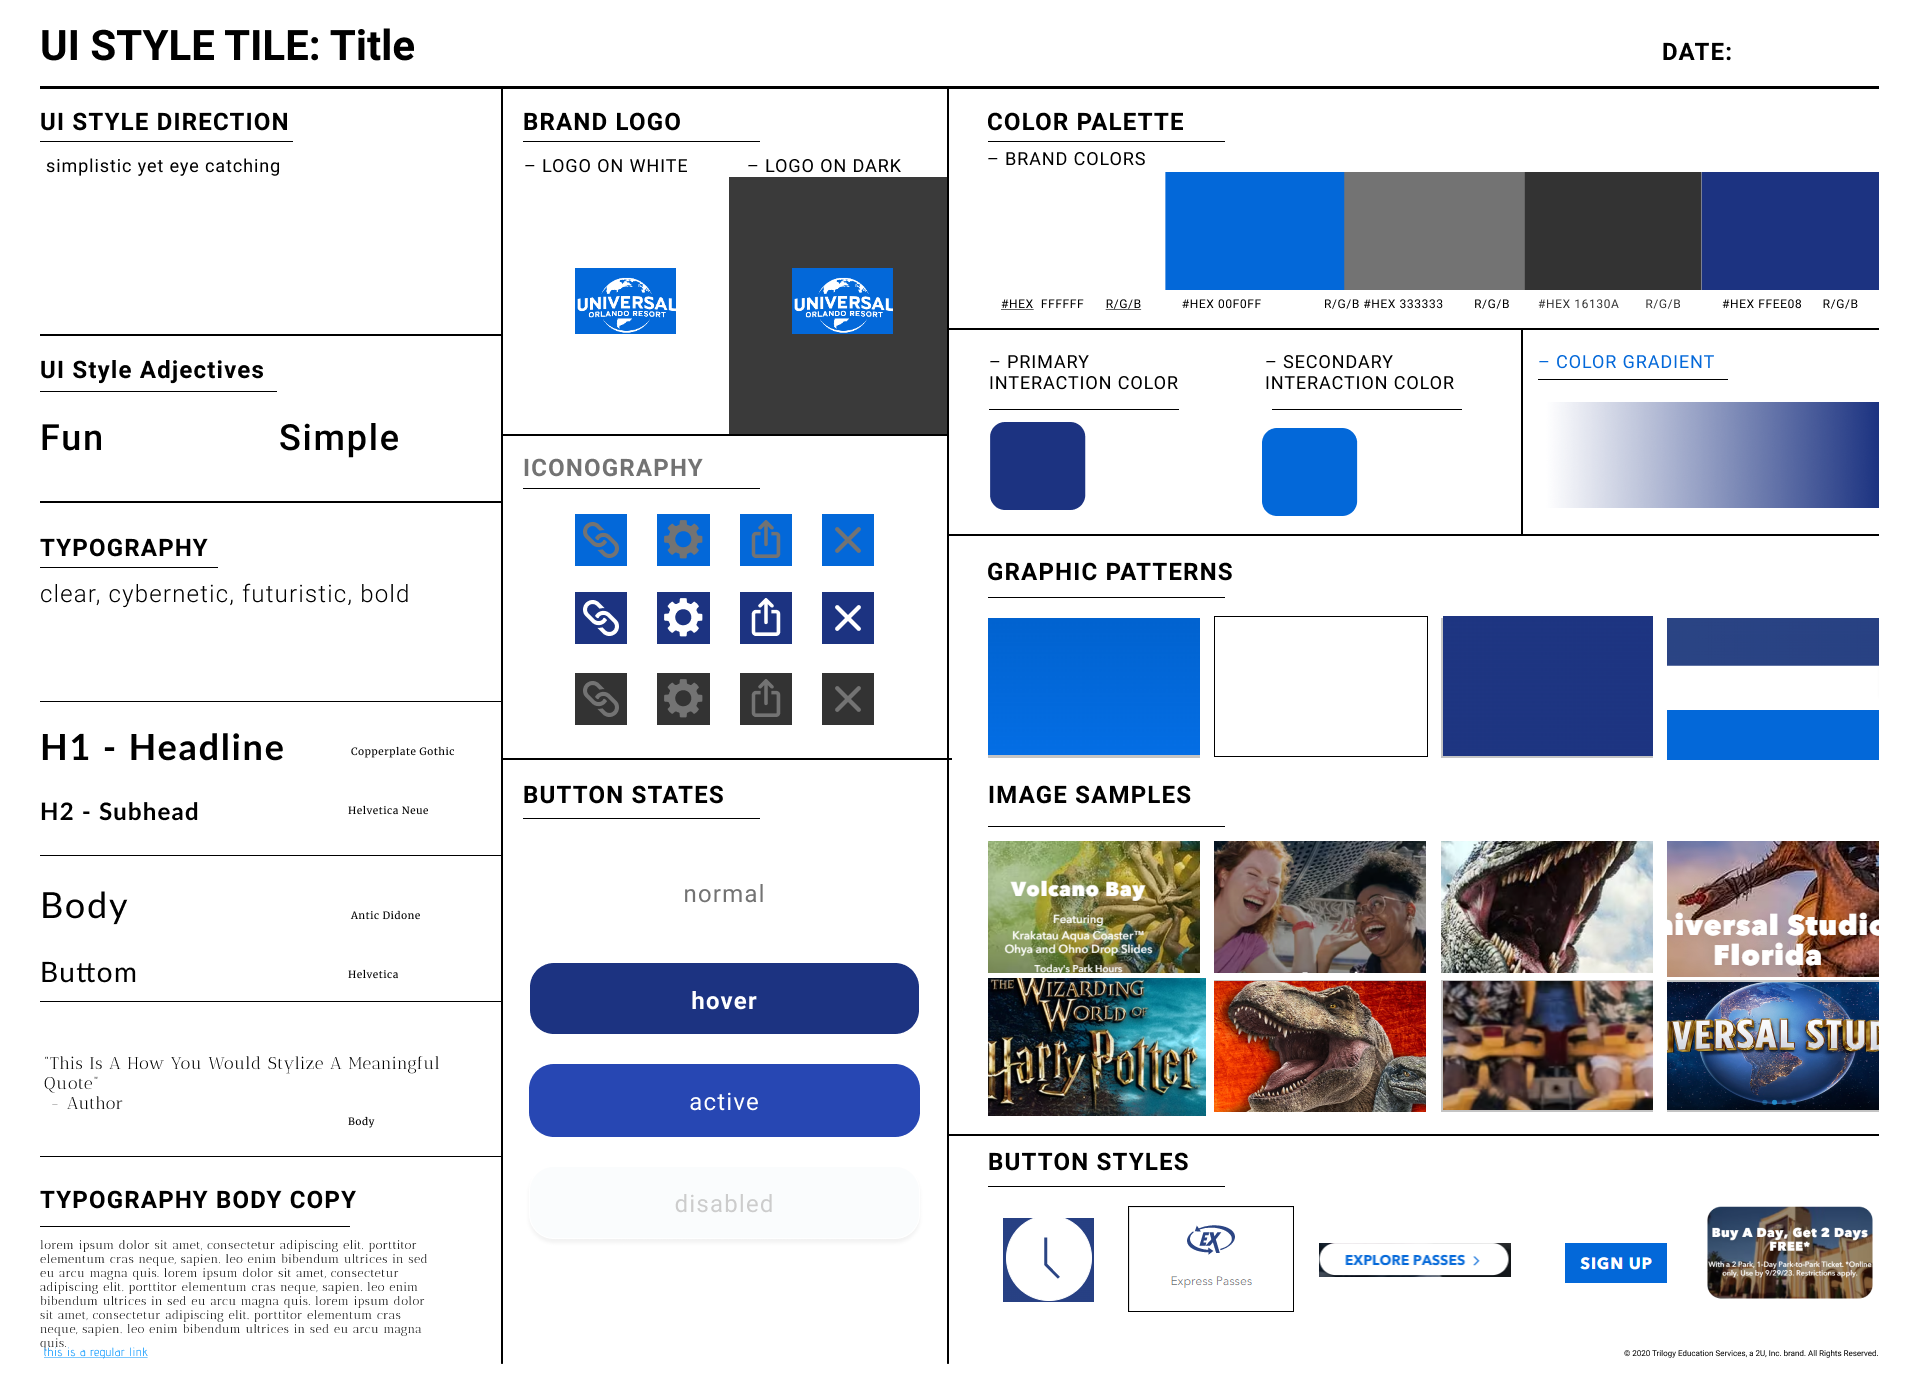 UI STYLE TILE: Title
DATE:
UI STYLE DIRECTION
simplistic yet eye catching
UI Style Adjectives
Fun
Simple
TYPOGRAPHY
clear, cybernetic, futuristic, bold
H1 - Headline
Copperplate Gothic
H2 - Subhead
Helvetica Neue
Body
Antic Didone
Buttom
Helvetica
"This Is A How You Would Stylize A Meaningful
Quote"
- Author
Body
TYPOGRAPHY BODY COPY
lorem ipsum dolor sit amet, consectetur adipiscing elit. porttitor
elementum cras neque, sapien. leo enim bibendum ultrices in sed
eu arcu magna quis. lorem ipsum dolor sit amet, consectetur
adipiscing elit. porttitor elementum cras neque, sapien. leo enim
bibendum ultrices in sed eu arcu magna quis. lorem ipsum dolor
sit amet, consectetur adipiscing elit. porttitor elementum cras
neque, sapien. leo enim bibendum ultrices in sed eu arcu magna
quis.
this is a regular link
BRAND LOGO
– LOGO ON WHITE
– LOGO ON DARK
UNIVERSAL
ORLANDO RESORT
UNIVERSAL
ORLANDO RESORT
ICONOGRAPHY
BUTTON STATES
normal
hover
active
disabled
COLOR PALETTE
– BRAND COLORS
#HEX FFFFFF R/G/B
#HEX 00F0FF R/G/B
#HEX 333333 R/G/B
#HEX 16130A R/G/B
#HEX FFEE08 R/G/B
– PRIMARY
INTERACTION COLOR
– SECONDARY
INTERACTION COLOR
– COLOR GRADIENT
GRAPHIC PATTERNS
IMAGE SAMPLES
Volcano Bay
Featuring
Krakatau Aqua Coaster™
Ohya and Ohno Drop Slides
Today's Park Hours
niversal Studio
Florida
THE WIZARDING
WORLD OF
Harry Potter
IVERSAL STUD
BUTTON STYLES
EX
Express Passes
EXPLORE PASSES >
SIGN UP
Buy A Day, Get 2 Days
FREE*
With a 2 Park, 1-Day Park-to-Park Ticket. *Online
only. Use by 9/29/23. Restrictions apply.
© 2020 Trilogy Education Services, a 2U, Inc. brand. All Rights Reserved.